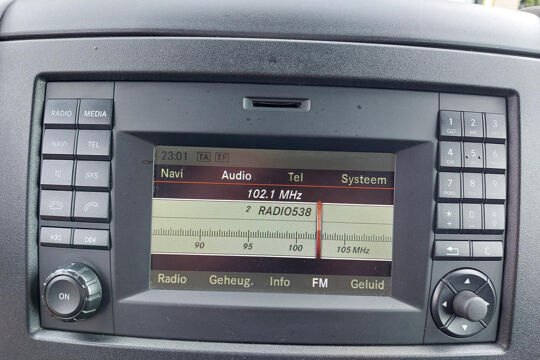 RADIO MEDIA
NAVI TEL
SYS
ON
23:01 TA TP
Navi Audio Tel Systeem
102.1 MHz
2 RADIO538
90 95 100 105 MHz
Radio Geheug. Info FM Geluid
1 2 3
4 5 6
7 8 9
* 0 #
C